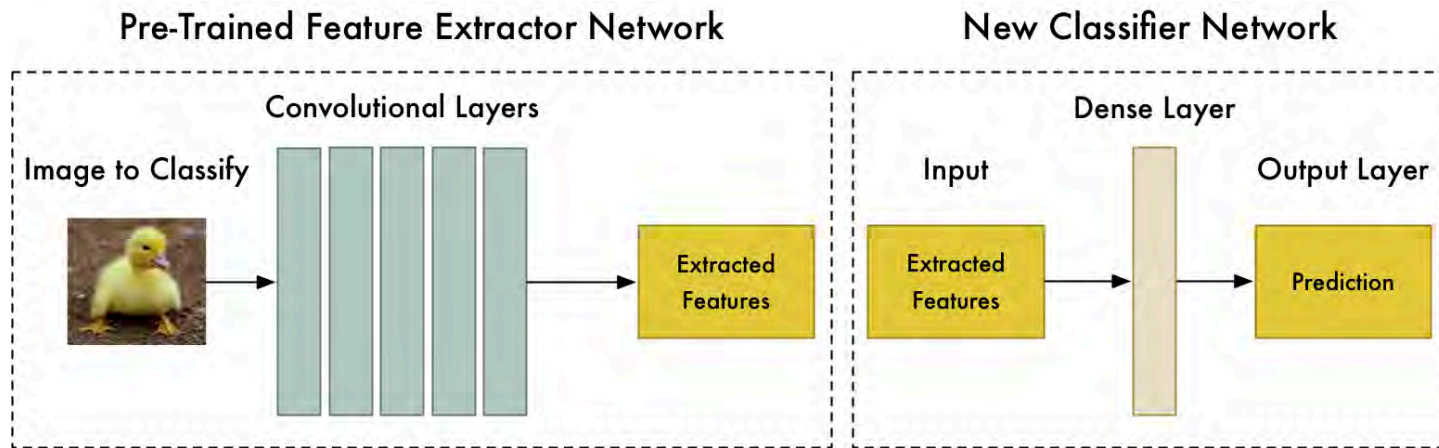 Pre-Trained Feature Extractor Network
New Classifier Network
Convolutional Layers
Image to Classify
Extracted
Features
Dense Layer
Input
Output Layer
Extracted
Features
Prediction